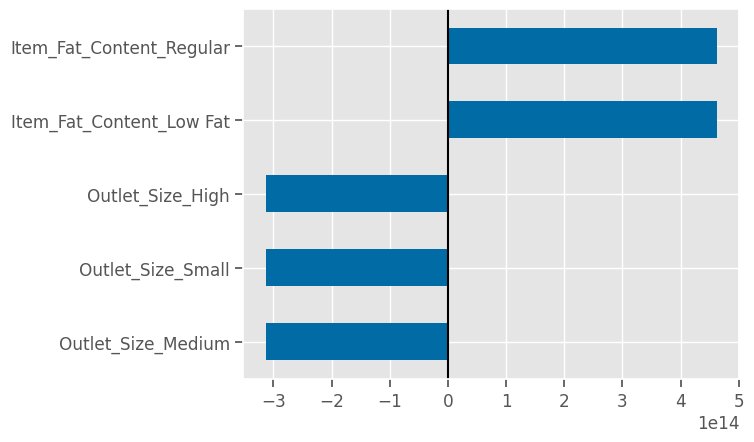 Item_Fat_Content_Regular
Item_Fat_Content_Low Fat
Outlet_Size_High
Outlet_Size_Small
Outlet_Size_Medium
−3 −2 −1 0 1 2 3 4 5
1e14